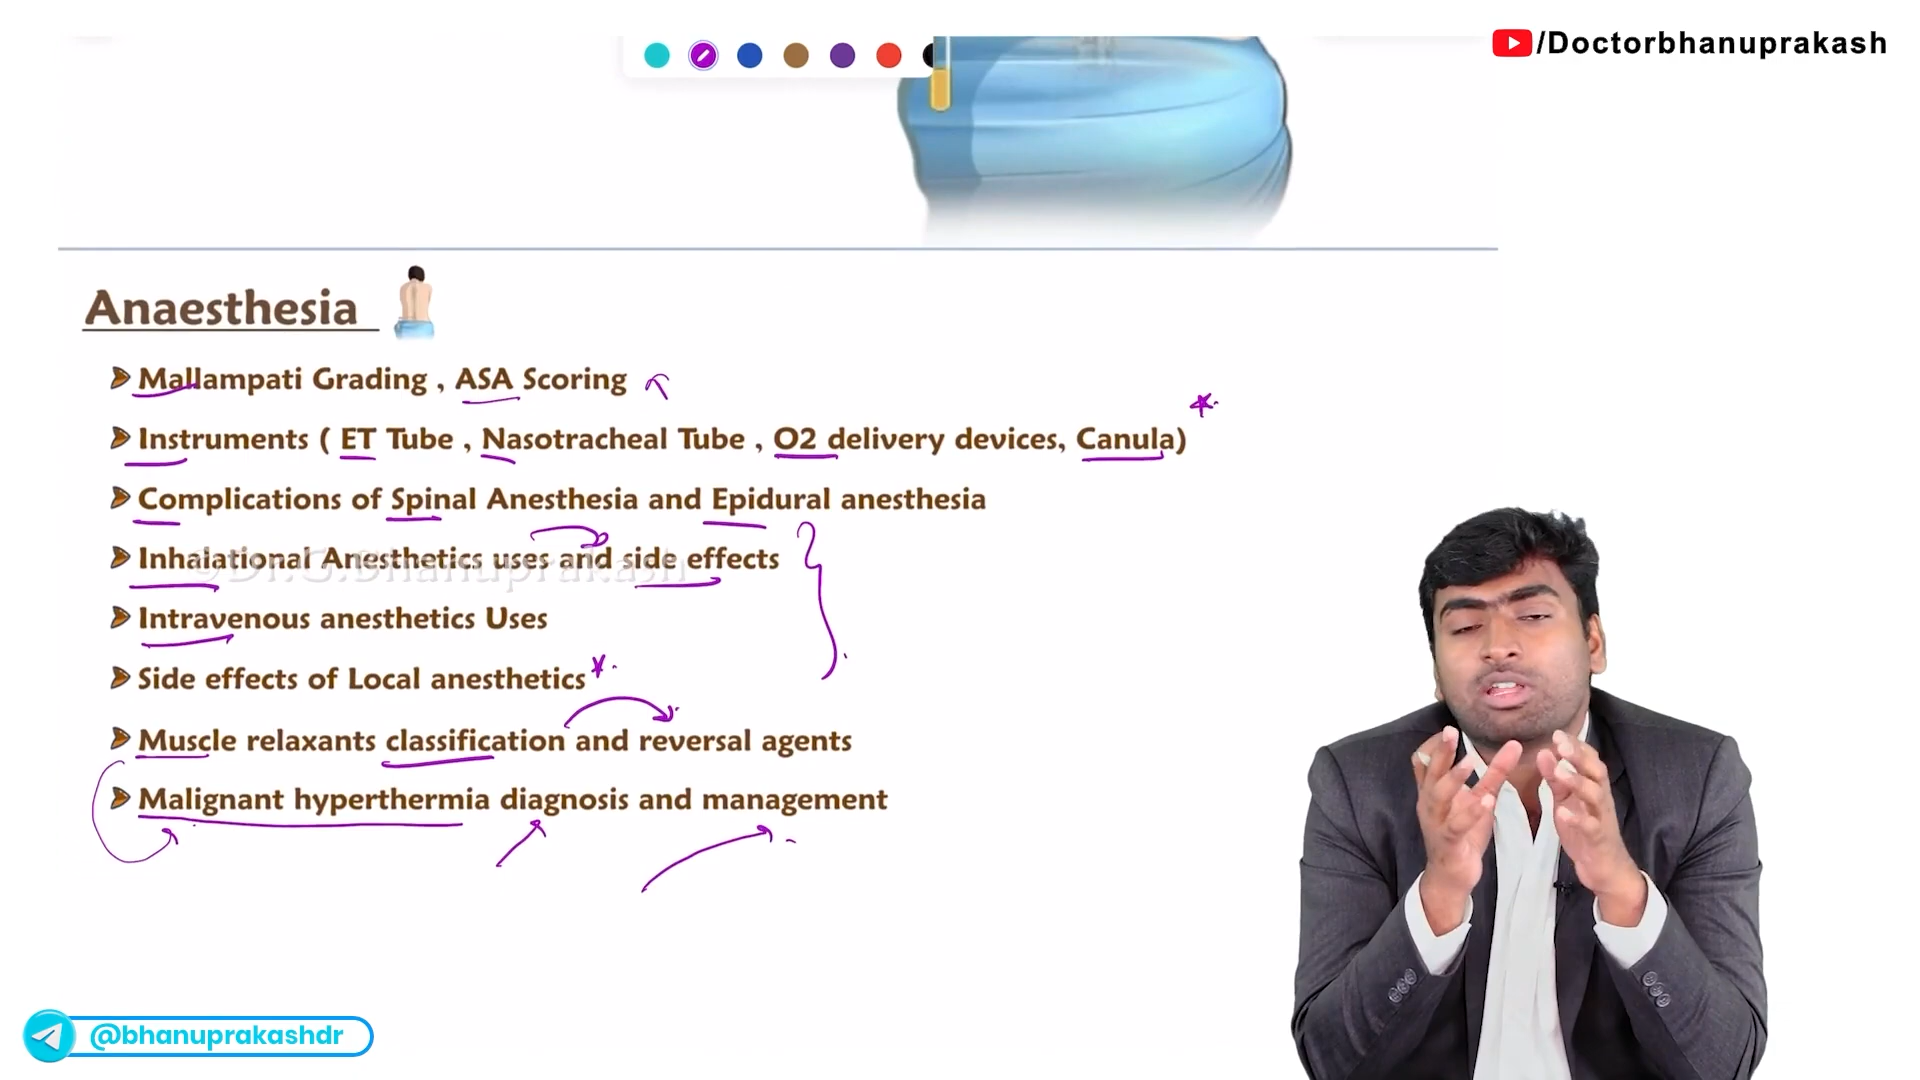 /Doctorbhanuprakash
Anaesthesia
Mallampati Grading , ASA Scoring
Instruments ( ET Tube , Nasotracheal Tube , O2 delivery devices, Canula)
Complications of Spinal Anesthesia and Epidural anesthesia
Inhalational Anesthetics uses and side effects
©Dr.G.Bhanuprakash
Intravenous anesthetics Uses
Side effects of Local anesthetics
Muscle relaxants classification and reversal agents
Malignant hyperthermia diagnosis and management
@bhanuprakashdr